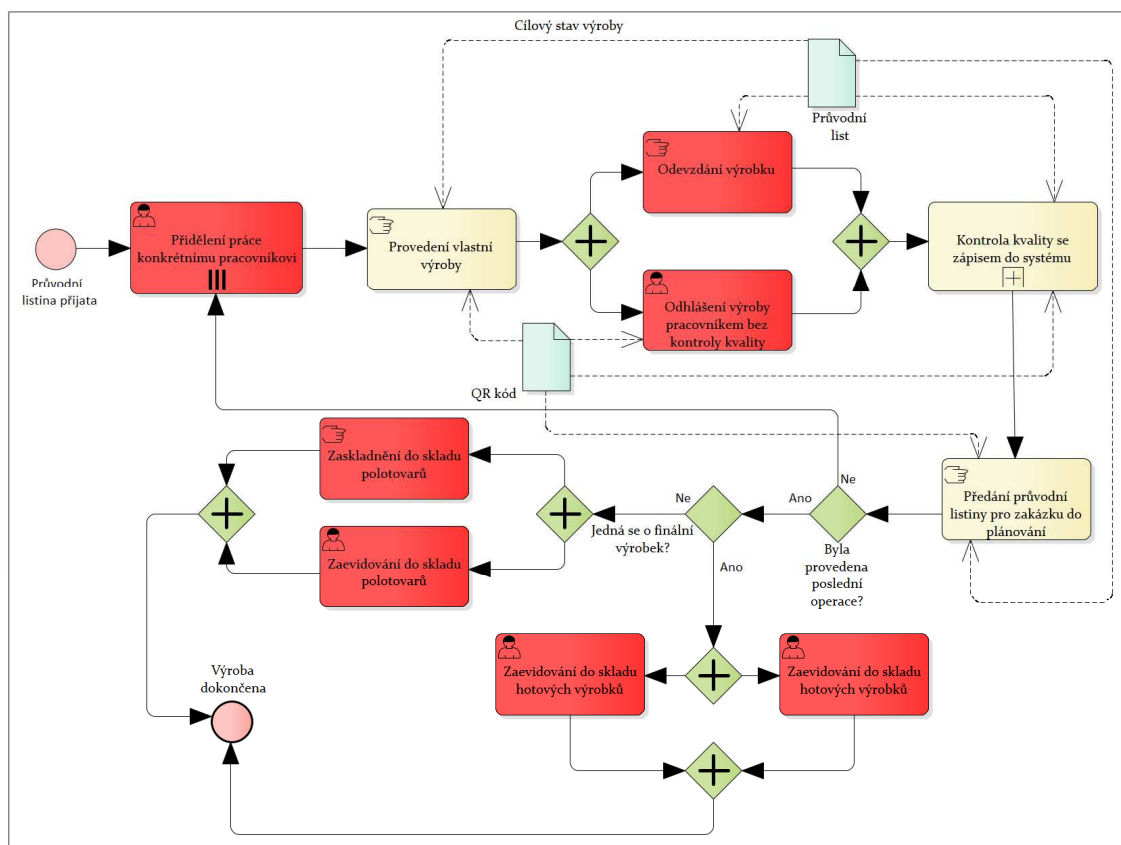 Cílový stav výroby
Průvodní
list
Odevzdání výrobku
Přidělení práce
konkrétnímu pracovníkovi
Provedení vlastní
výroby
Kontrola kvality se
zápisem do systému
Průvodní
listina přijata
Odhlášení výroby
pracovníkem bez
kontroly kvality
QR kód
Zaskladnění do skladu
polotovarů
Předání průvodní
listiny pro zakázku do
plánování
Ne
Ano
Ne
Jedná se o finální
výrobek?
Byla
provedena
poslední
operace?
Ano
Zaevidování do skladu
polotovarů
Zaevidování do skladu
hotových výrobků
Zaevidování do skladu
hotových výrobků
Výroba
dokončena